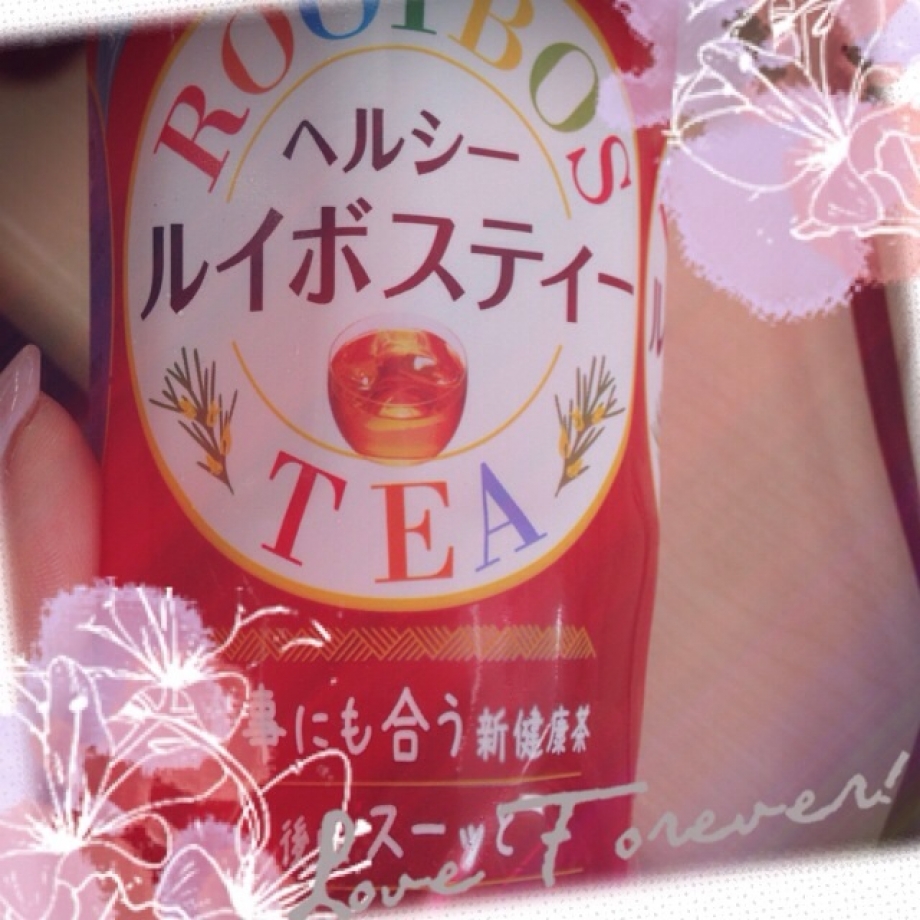 ROOIBOS
ヘルシー
ルイボスティー
TEA
事にも合う 新健康茶
後 スーッと
Love Forever!